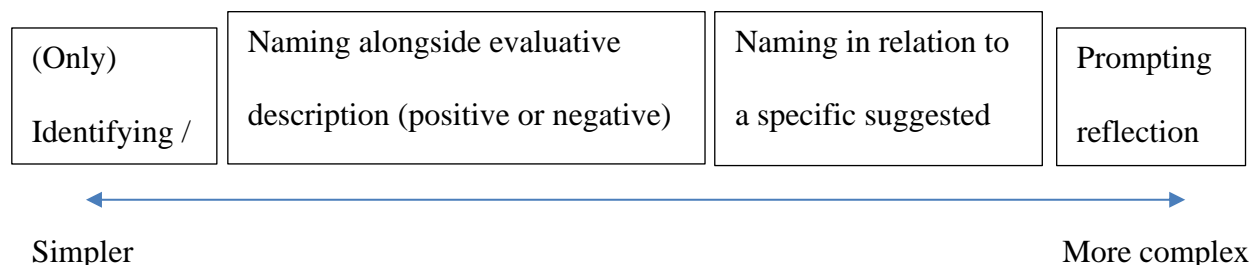 (Only)
Identifying /
Naming alongside evaluative
description (positive or negative)
Naming in relation to
a specific suggested
Prompting
reflection
Simpler
More complex